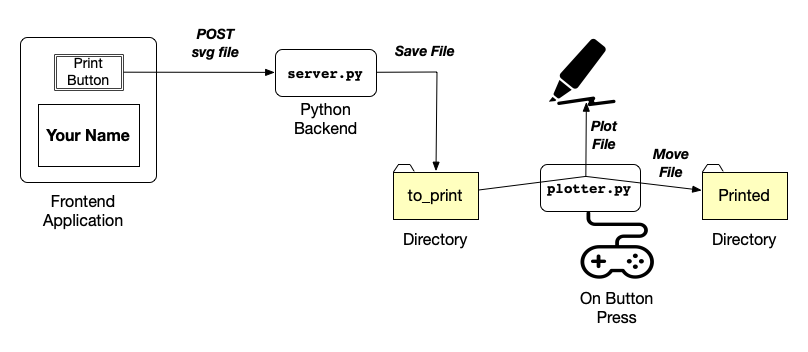 POST
svg file
Print
Button
Your Name
Frontend
Application
server.py
Python
Backend
Save File
to_print
Directory
Plot
File
plotter.py
On Button
Press
Move
File
Printed
Directory